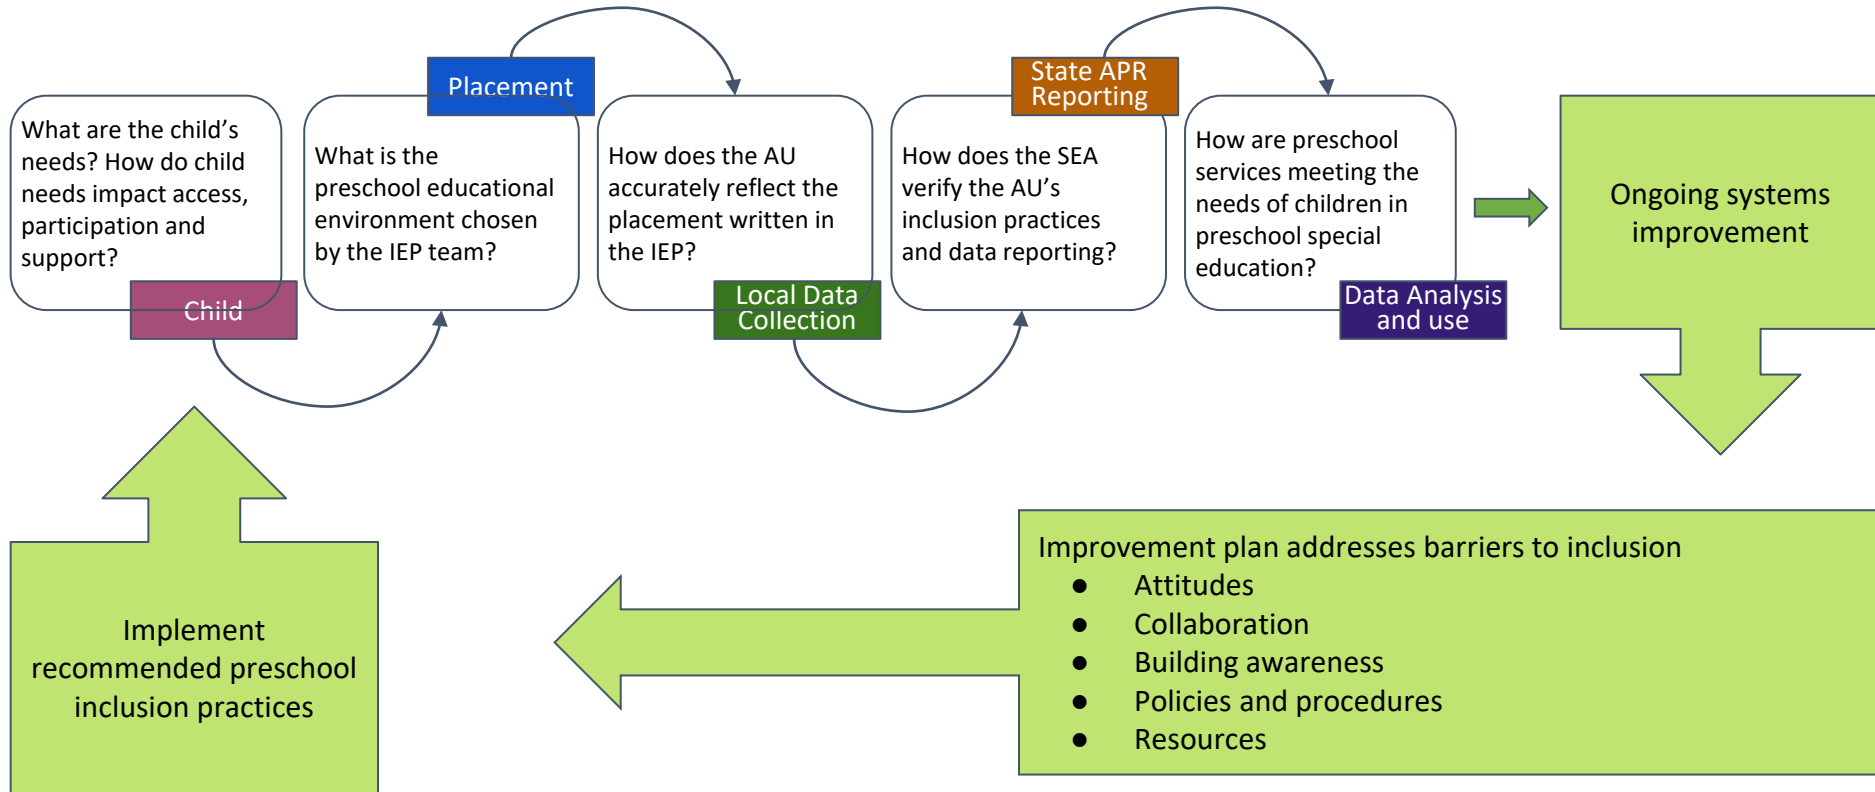 What are the child’s
needs? How do child
needs impact access,
participation and
support?
Child
Placement
What is the
preschool educational
environment chosen
by the IEP team?
How does the AU
accurately reflect the
placement written in
the IEP?
Local Data
Collection
State APR
Reporting
How does the SEA
verify the AU’s
inclusion practices
and data reporting?
How are preschool
services meeting the
needs of children in
preschool special
education?
Data Analysis
and use
Ongoing systems
improvement
Improvement plan addresses barriers to inclusion
● Attitudes
● Collaboration
● Building awareness
● Policies and procedures
● Resources
Implement
recommended preschool
inclusion practices